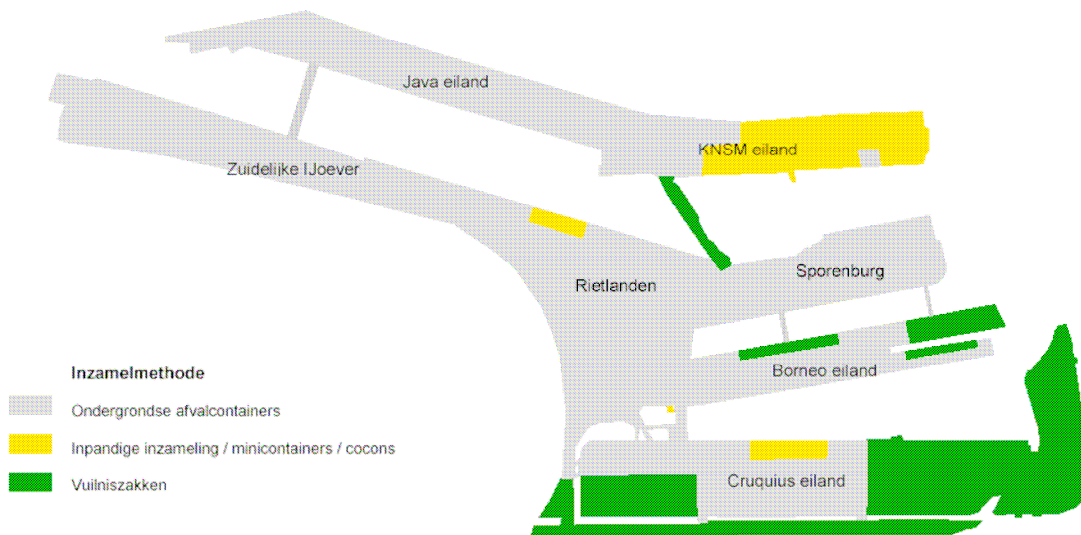 Java eiland
KNSM eiland
Zuidelijke IJoever
Sporenburg
Rietlanden
Borneo eiland
Cruquius eiland
Inzamelmethode
Ondergrondse afvalcontainers
Inpandige inzameling / minicontainers / cocons
Vuilniszakken